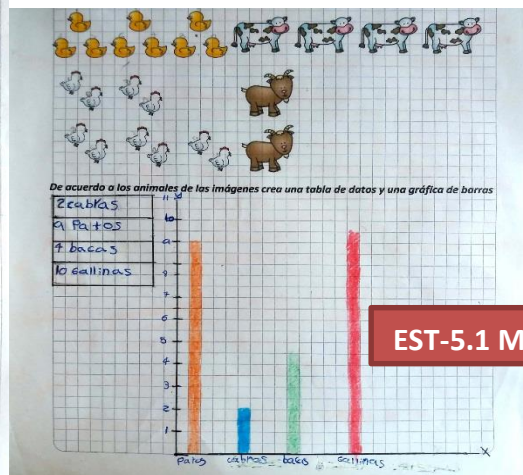 De acuerdo a los animales de las imágenes crea una tabla de datos y una gráfica de barras
2cabras
9 Patos
4 bacas
10 Gallinas
11
10
9
8
7
6
5
4
3
2
1
Patos cabras bacas Gallinas X
EST-5.1 M